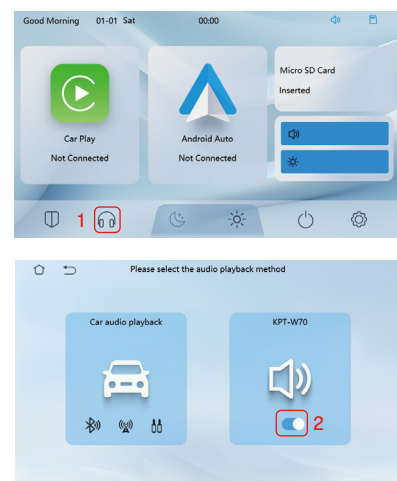 Good Morning 01-01 Sat 00:00
Micro SD Card
Inserted
Car Play
Not Connected
Android Auto
Not Connected
1
Please select the audio playback method
Car audio playback
KPT-W70
2